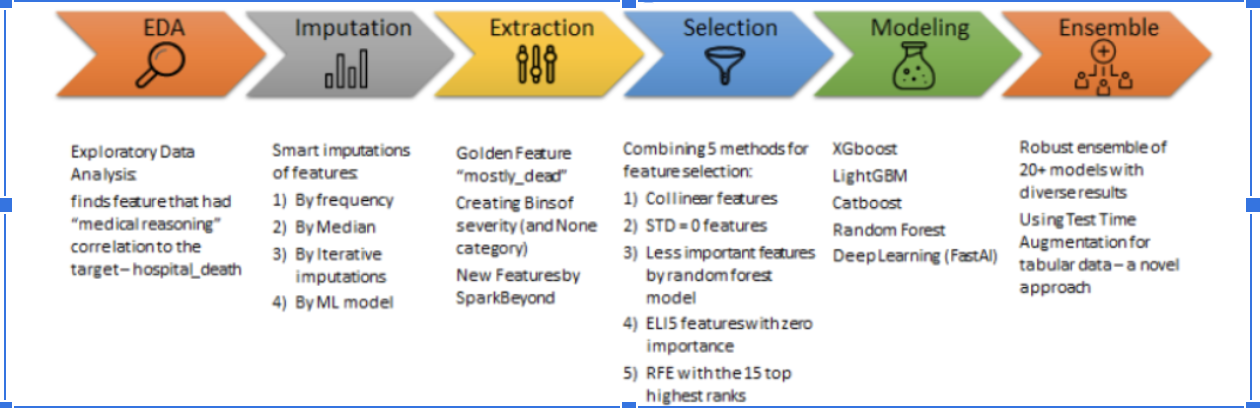 EDA
Imputation
Extraction
Selection
Modeling
Ensemble
Exploratory Data
Analysis:
finds feature that had
“medical reasoning”
correlation to the
target – hospital_death
Smart imputations
of features:
1) By frequency
2) By Median
3) By Iterative
imputations
4) By ML model
Golden Feature
“mostly_dead”
Creating Bins of
severity (and None
category)
New Features by
SparkBeyond
Combining 5 methods for
feature selection:
1) Collinear features
2) STD = 0 features
3) Less important features
by random forest
model
4) ELI5 features with zero
importance
5) RFE with the 15 top
highest ranks
XGboost
LightGBM
Catboost
Random Forest
Deep Learning (FastAI)
Robust ensemble of
20+ models with
diverse results
Using Test Time
Augmentation for
tabular data – a novel
approach